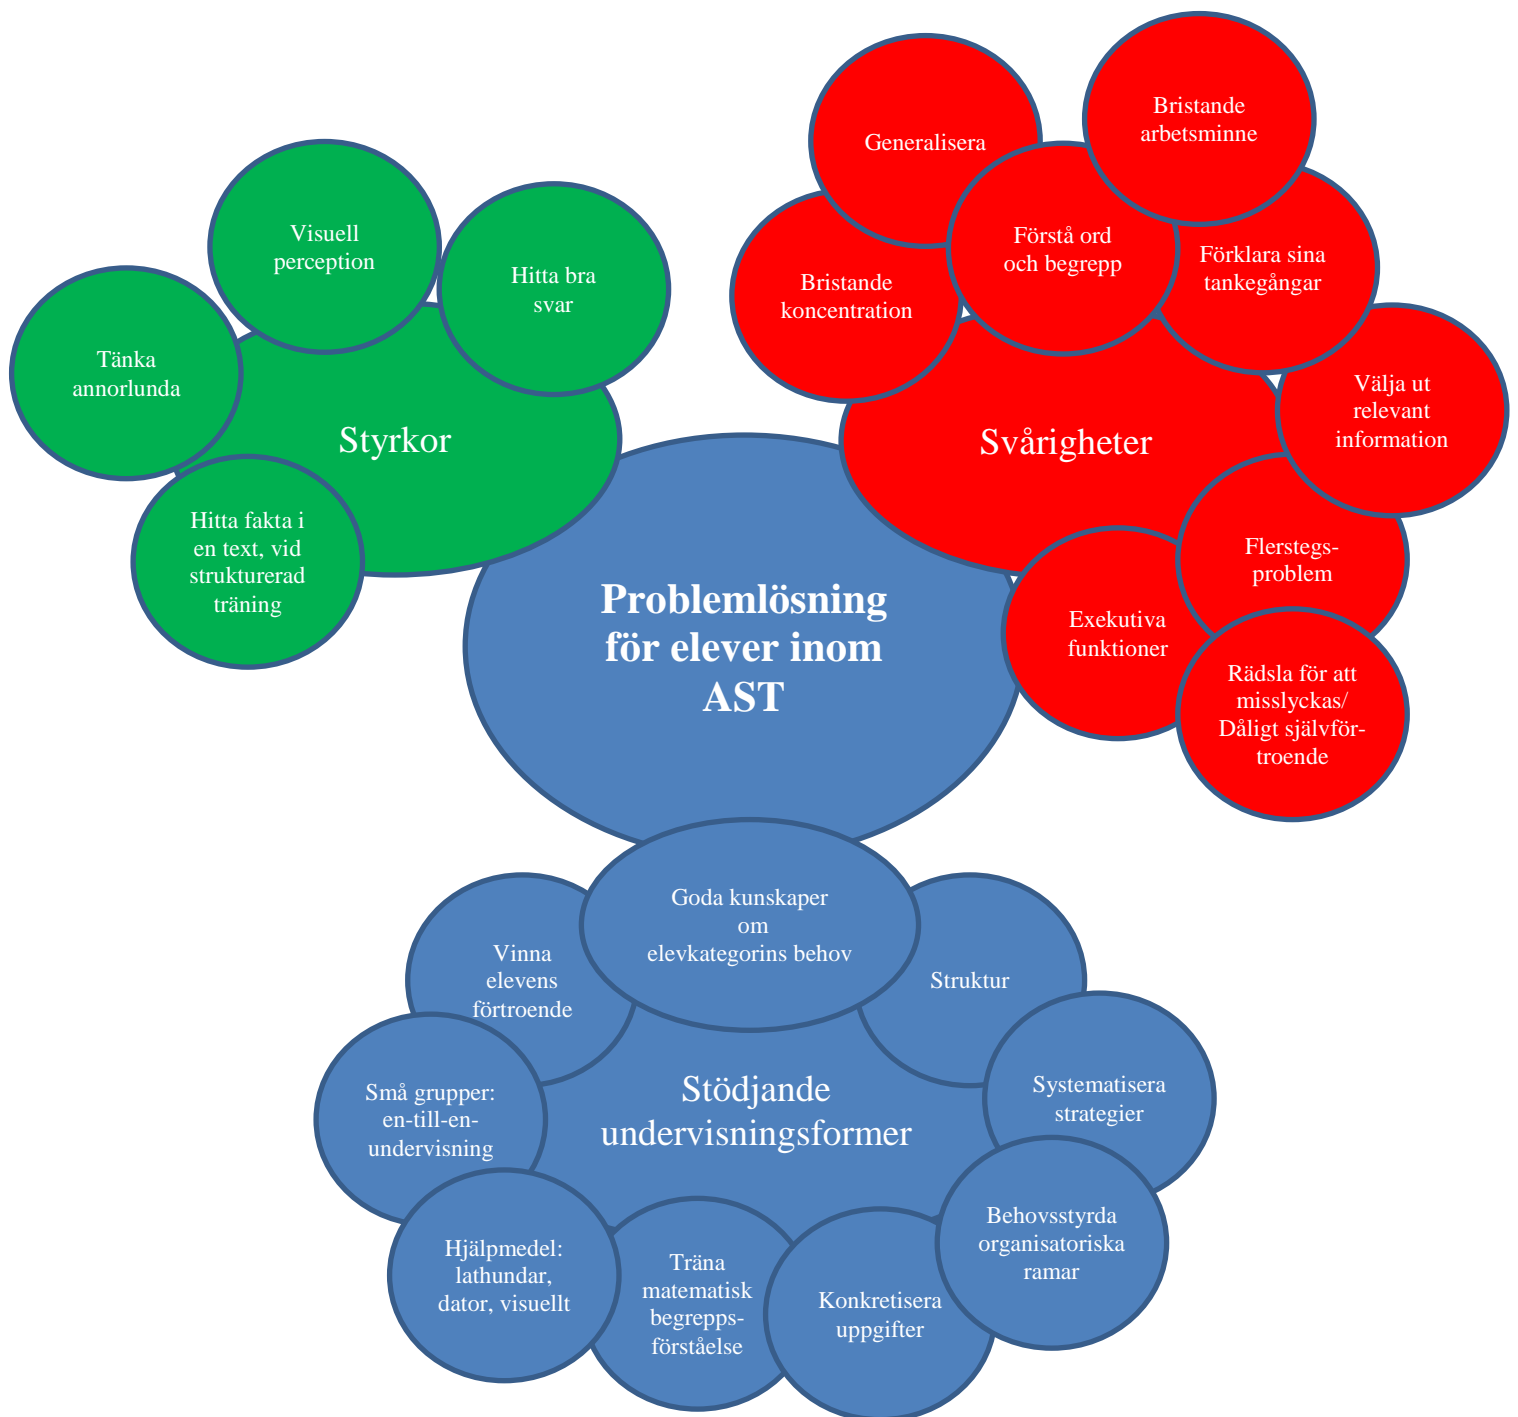 Generalisera
Bristande
arbetsminne
Förstå ord
och begrepp
Förklara sina
tankegångar
Bristande
koncentration
Välja ut
relevant
information
Svårigheter
Flerstegs-
problem
Exekutiva
funktioner
Rädsla för att
misslyckas/
Dåligt självför-
troende
Visuell
perception
Hitta bra
svar
Tänka
annorlunda
Styrkor
Hitta fakta i
en text, vid
strukturerad
träning
Problemlösning
för elever inom
AST
Goda kunskaper
om
elevkategorins behov
Vinna
elevens
förtroende
Struktur
Små grupper:
en-till-en-
undervisning
Stödjande
undervisningsformer
Systematisera
strategier
Behovsstyrda
organisatoriska
ramar
Hjälpmedel:
lathundar,
dator, visuellt
Träna
matematisk
begrepps-
förståelse
Konkretisera
uppgifter